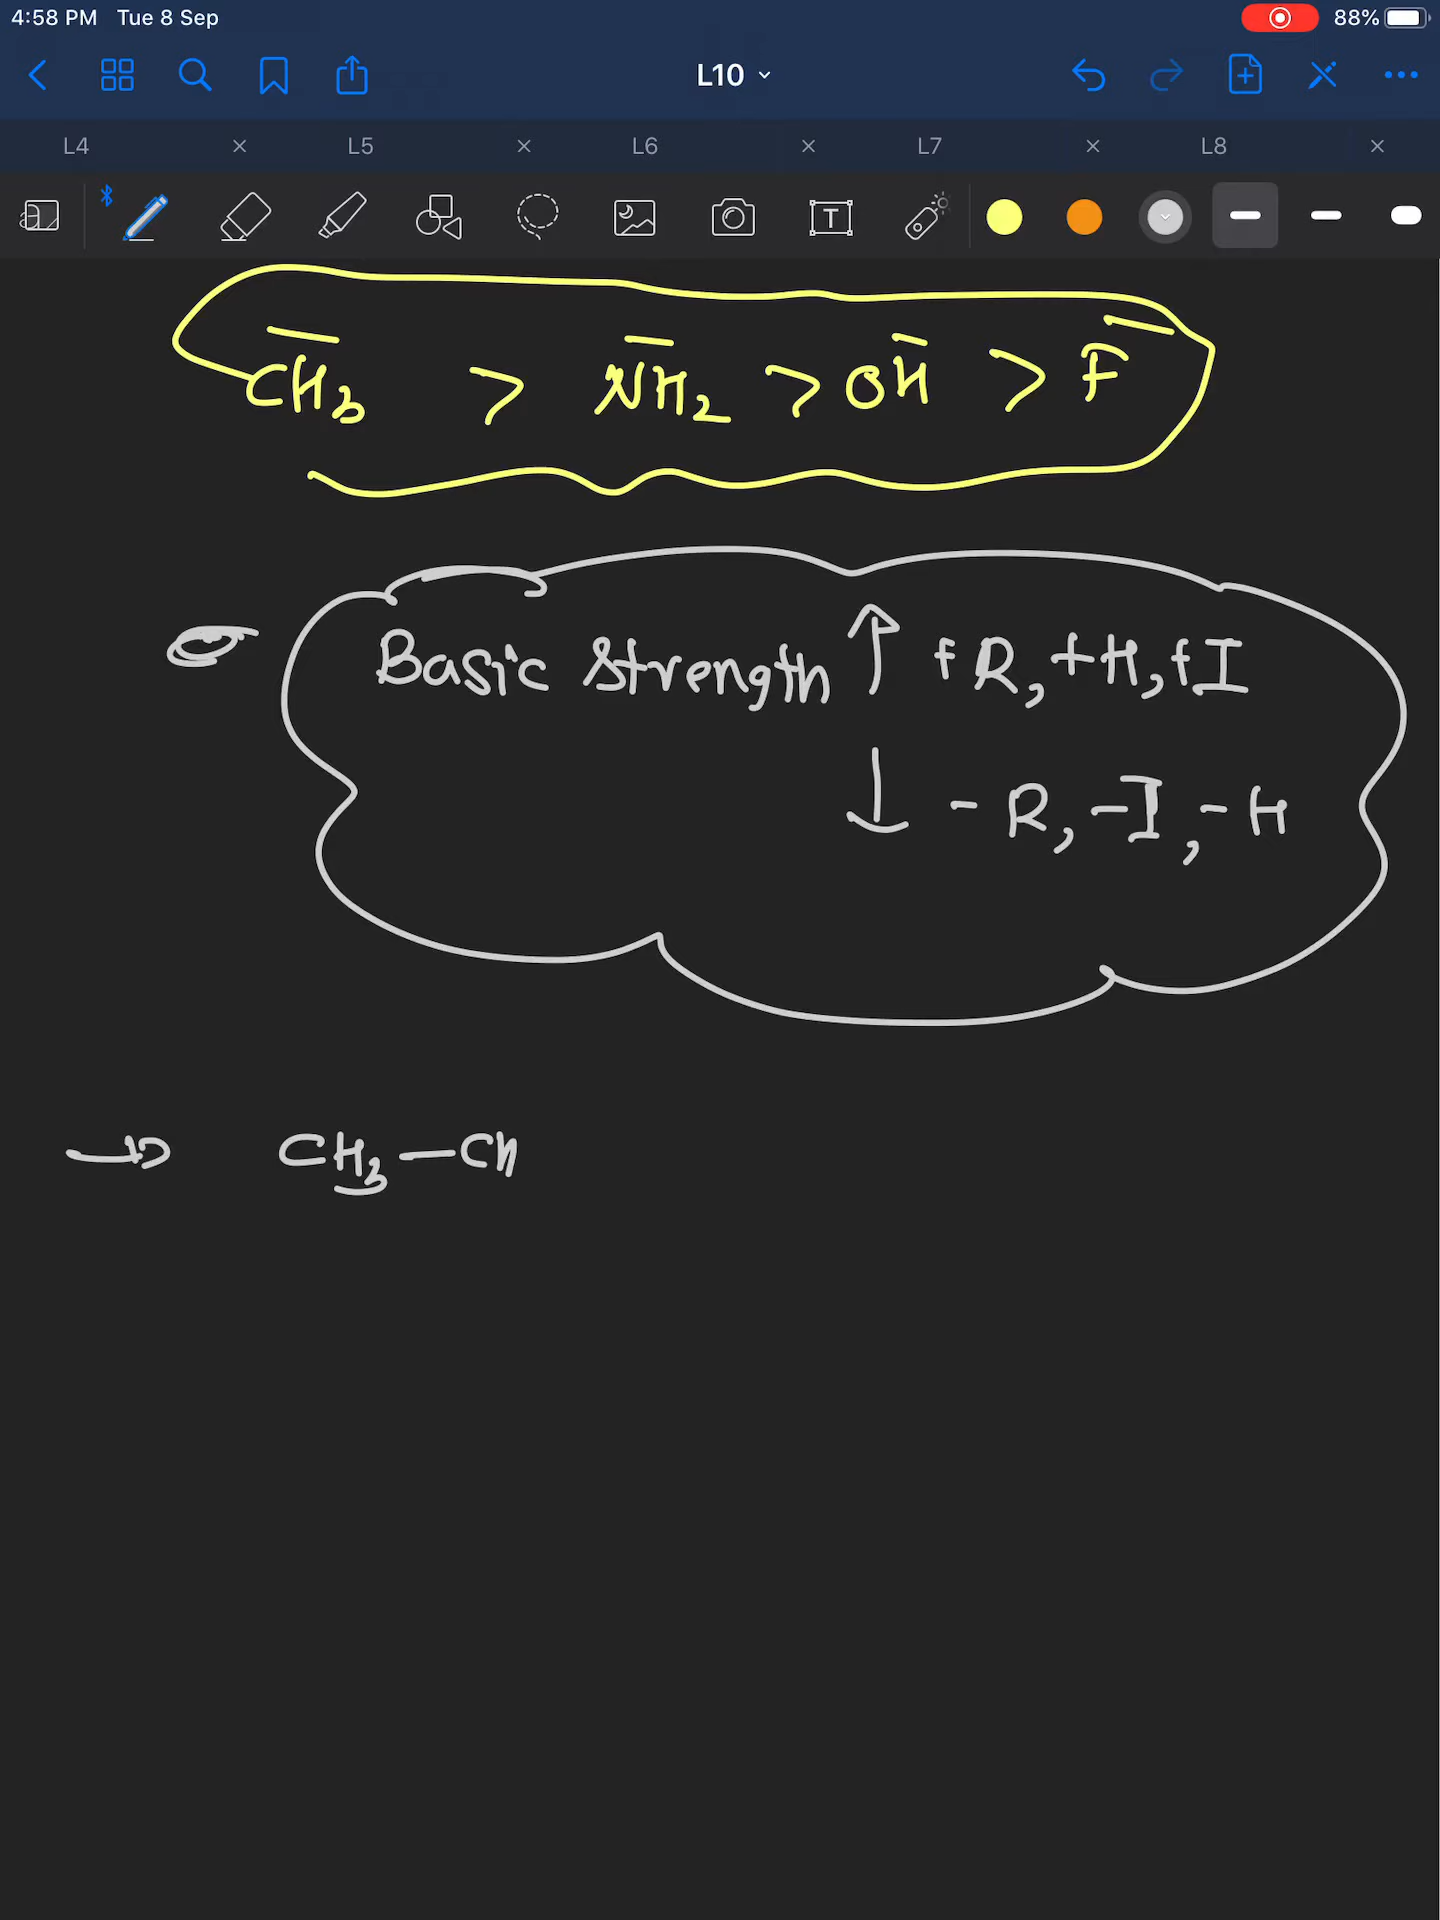 4:58 PM Tue 8 Sep 88%
L10
L4 L5 L6 L7 L8
T
CH₃⁻ > NH₂⁻ > OH⁻ > F⁻
Basic Strength ↑ +R, +H, +I
↓ -R, -I, -H
→ CH₃—CH